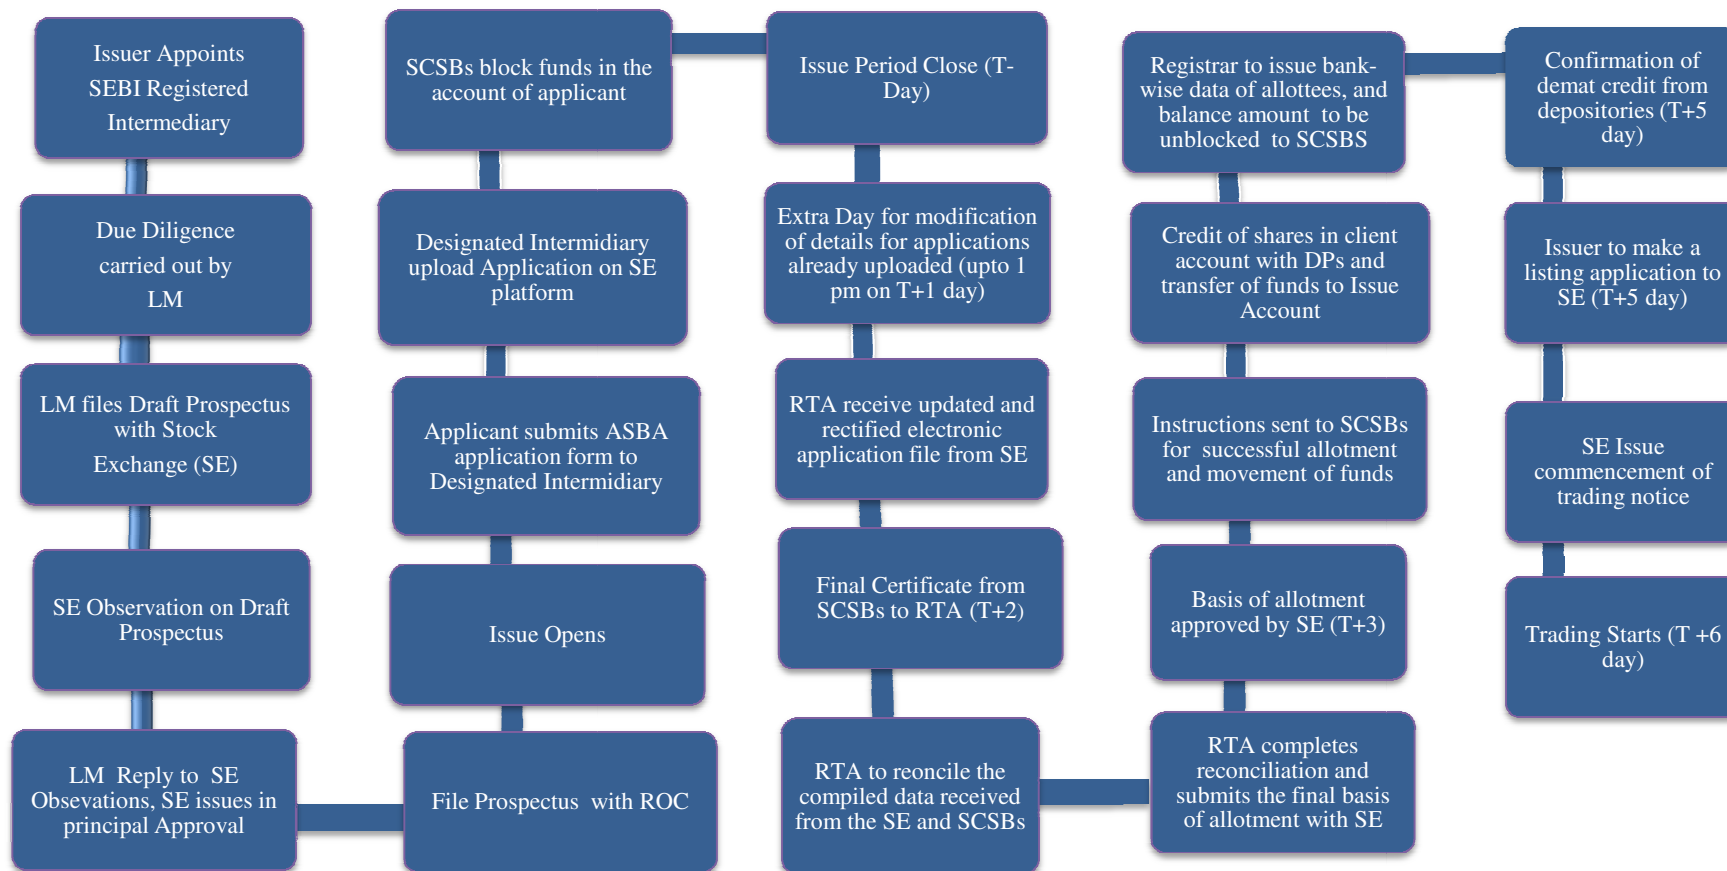 Issuer Appoints
SEBI Registered
Intermediary
Due Diligence
carried out by
LM
LM files Draft Prospectus
with Stock
Exchange (SE)
SE Observation on Draft
Prospectus
LM Reply to SE
Obsevations, SE issues in
principal Approval
File Prospectus with ROC
Issue Opens
Applicant submits ASBA
application form to
Designated Intermidiary
Designated Intermidiary
upload Application on SE
platform
SCSBs block funds in the
account of applicant
Issue Period Close (T-
Day)
Extra Day for modification
of details for applications
already uploaded (upto 1
pm on T+1 day)
RTA receive updated and
rectified electronic
application file from SE
Final Certificate from
SCSBs to RTA (T+2)
RTA to reconcile the
compiled data received
from the SE and SCSBs
RTA completes
reconciliation and
submits the final basis
of allotment with SE
Basis of allotment
approved by SE (T+3)
Instructions sent to SCSBs
for successful allotment
and movement of funds
Credit of shares in client
account with DPs and
transfer of funds to Issue
Account
Registrar to issue bank-
wise data of allottees, and
balance amount to be
unblocked to SCSBS
Confirmation of
demat credit from
depositories (T+5
day)
Issuer to make a
listing application to
SE (T+5 day)
SE Issue
commencement of
trading notice
Trading Starts (T +6
day)